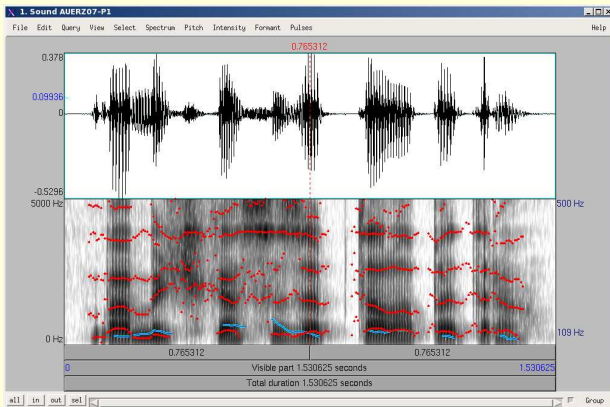 1. Sound AUERZ07-P1
File Edit Query View Select Spectrum Pitch Intensity Formant Pulses Help
0.765312
0.378
0.09936
0
-0.5296
5000 Hz 500 Hz
0 Hz 109 Hz
0.765312 0.765312
0 Visible part 1.530625 seconds 1.530625
Total duration 1.530625 seconds
all in out sel Group